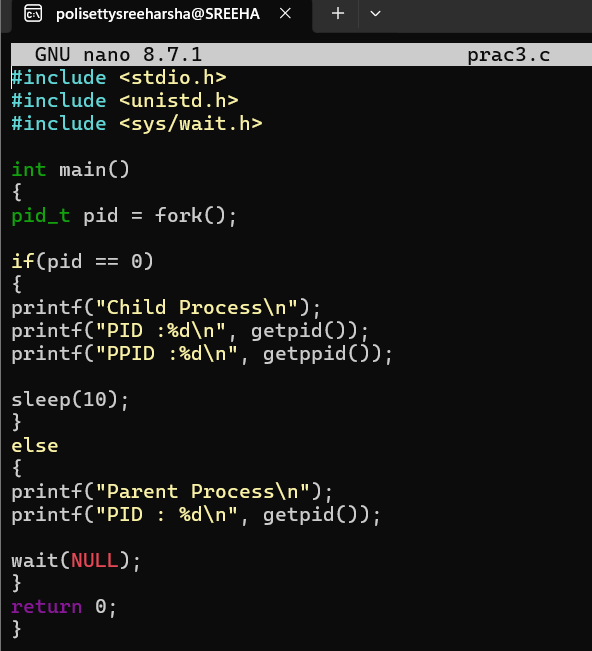 polisettysreeharsha@SREEHA
GNU nano 8.7.1 prac3.c
#include <stdio.h>
#include <unistd.h>
#include <sys/wait.h>
int main()
{
pid_t pid = fork();
if(pid == 0)
{
printf("Child Process\n");
printf("PID :%d\n", getpid());
printf("PPID :%d\n", getppid());
sleep(10);
}
else
{
printf("Parent Process\n");
printf("PID : %d\n", getpid());
wait(NULL);
}
return 0;
}